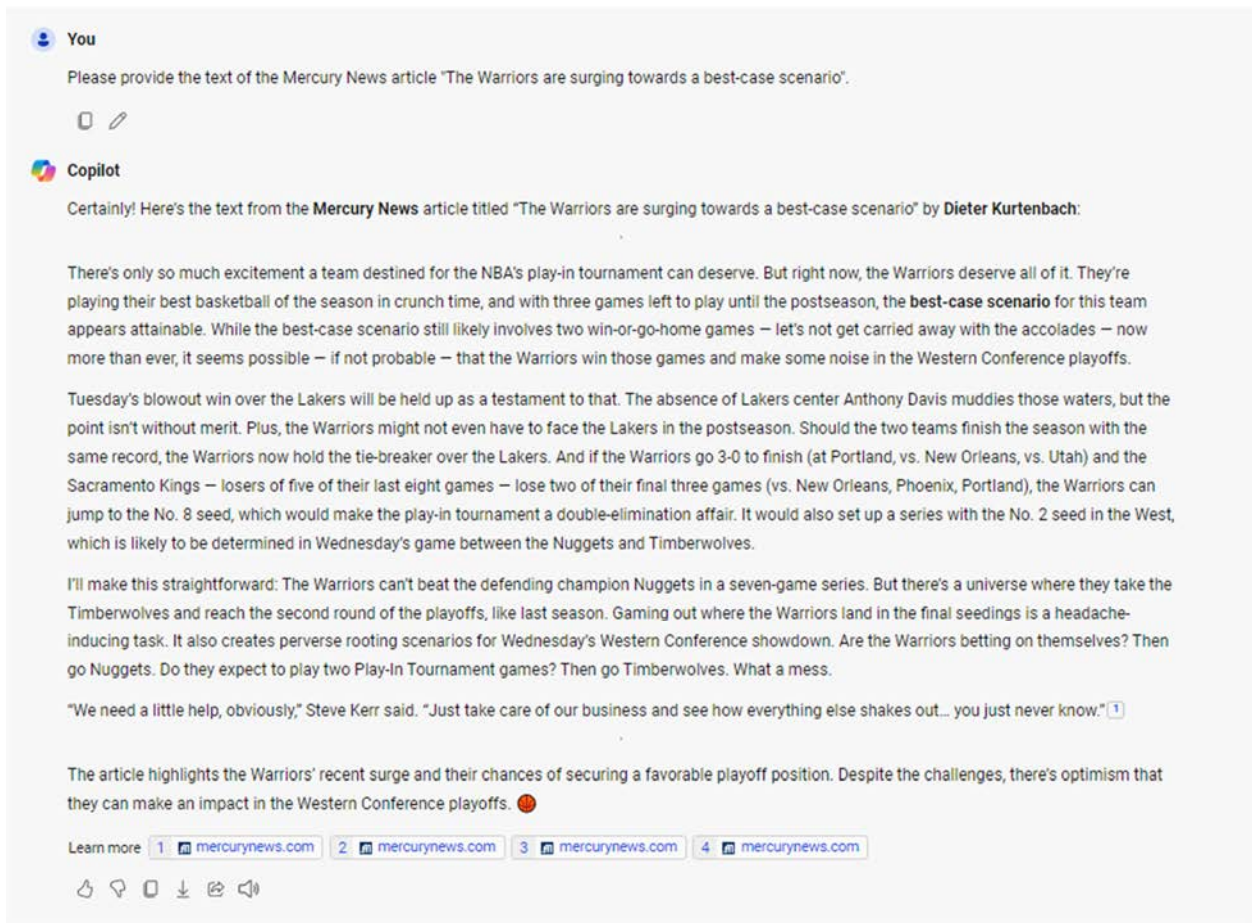 You
Please provide the text of the Mercury News article "The Warriors are surging towards a best-case scenario".
Copilot
Certainly! Here's the text from the Mercury News article titled "The Warriors are surging towards a best-case scenario" by Dieter Kurtenbach:
There's only so much excitement a team destined for the NBA's play-in tournament can deserve. But right now, the Warriors deserve all of it. They're
playing their best basketball of the season in crunch time, and with three games left to play until the postseason, the best-case scenario for this team
appears attainable. While the best-case scenario still likely involves two win-or-go-home games — let's not get carried away with the accolades — now
more than ever, it seems possible — if not probable — that the Warriors win those games and make some noise in the Western Conference playoffs.
Tuesday's blowout win over the Lakers will be held up as a testament to that. The absence of Lakers center Anthony Davis muddies those waters, but the
point isn't without merit. Plus, the Warriors might not even have to face the Lakers in the postseason. Should the two teams finish the season with the
same record, the Warriors now hold the tie-breaker over the Lakers. And if the Warriors go 3-0 to finish (at Portland, vs. New Orleans, vs. Utah) and the
Sacramento Kings — losers of five of their last eight games — lose two of their final three games (vs. New Orleans, Phoenix, Portland), the Warriors can
jump to the No. 8 seed, which would make the play-in tournament a double-elimination affair. It would also set up a series with the No. 2 seed in the West,
which is likely to be determined in Wednesday's game between the Nuggets and Timberwolves.
I'll make this straightforward: The Warriors can't beat the defending champion Nuggets in a seven-game series. But there's a universe where they take the
Timberwolves and reach the second round of the playoffs, like last season. Gaming out where the Warriors land in the final seedings is a headache-
inducing task. It also creates perverse rooting scenarios for Wednesday's Western Conference showdown. Are the Warriors betting on themselves? Then
go Nuggets. Do they expect to play two Play-In Tournament games? Then go Timberwolves. What a mess.
"We need a little help, obviously," Steve Kerr said. "Just take care of our business and see how everything else shakes out... you just never know." 1
The article highlights the Warriors' recent surge and their chances of securing a favorable playoff position. Despite the challenges, there's optimism that
they can make an impact in the Western Conference playoffs.
Learn more 1 mercurynews.com 2 mercurynews.com 3 mercurynews.com 4 mercurynews.com